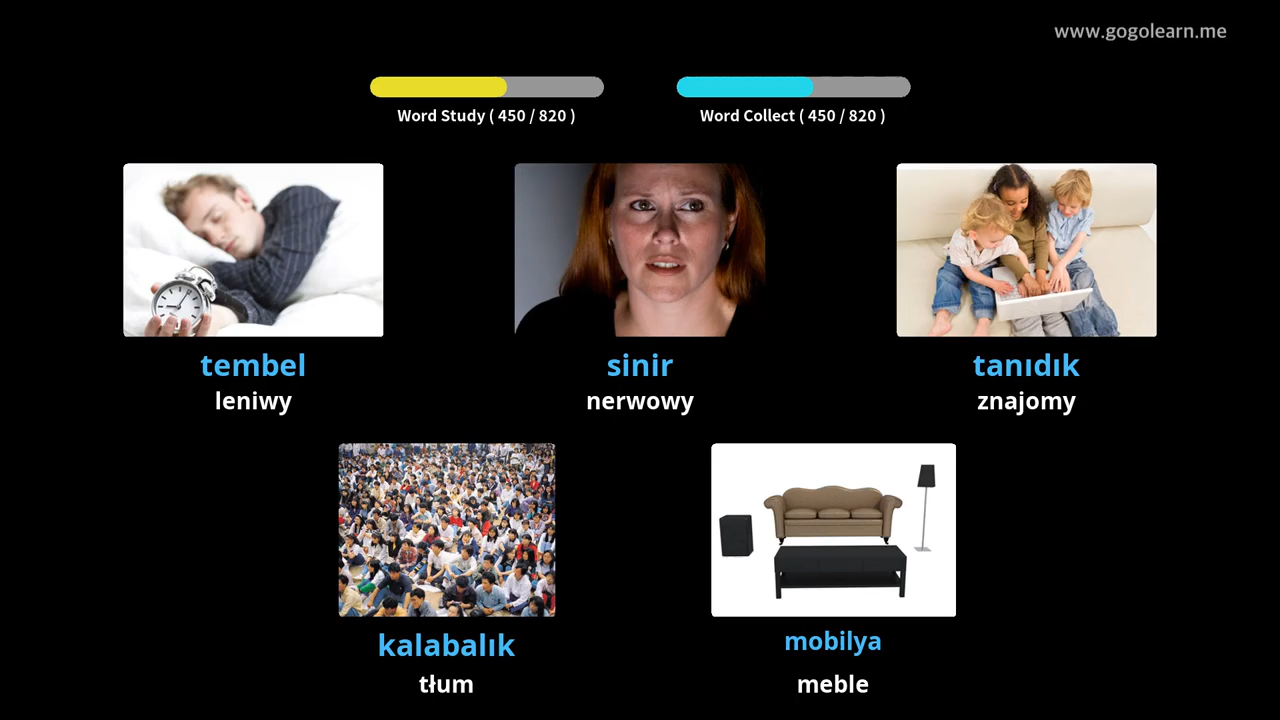 www.gogolearn.me
Word Study ( 450 / 820 )
Word Collect ( 450 / 820 )
tembel
leniwy
sinir
nerwowy
tanıdık
znajomy
kalabalık
tłum
mobilya
meble